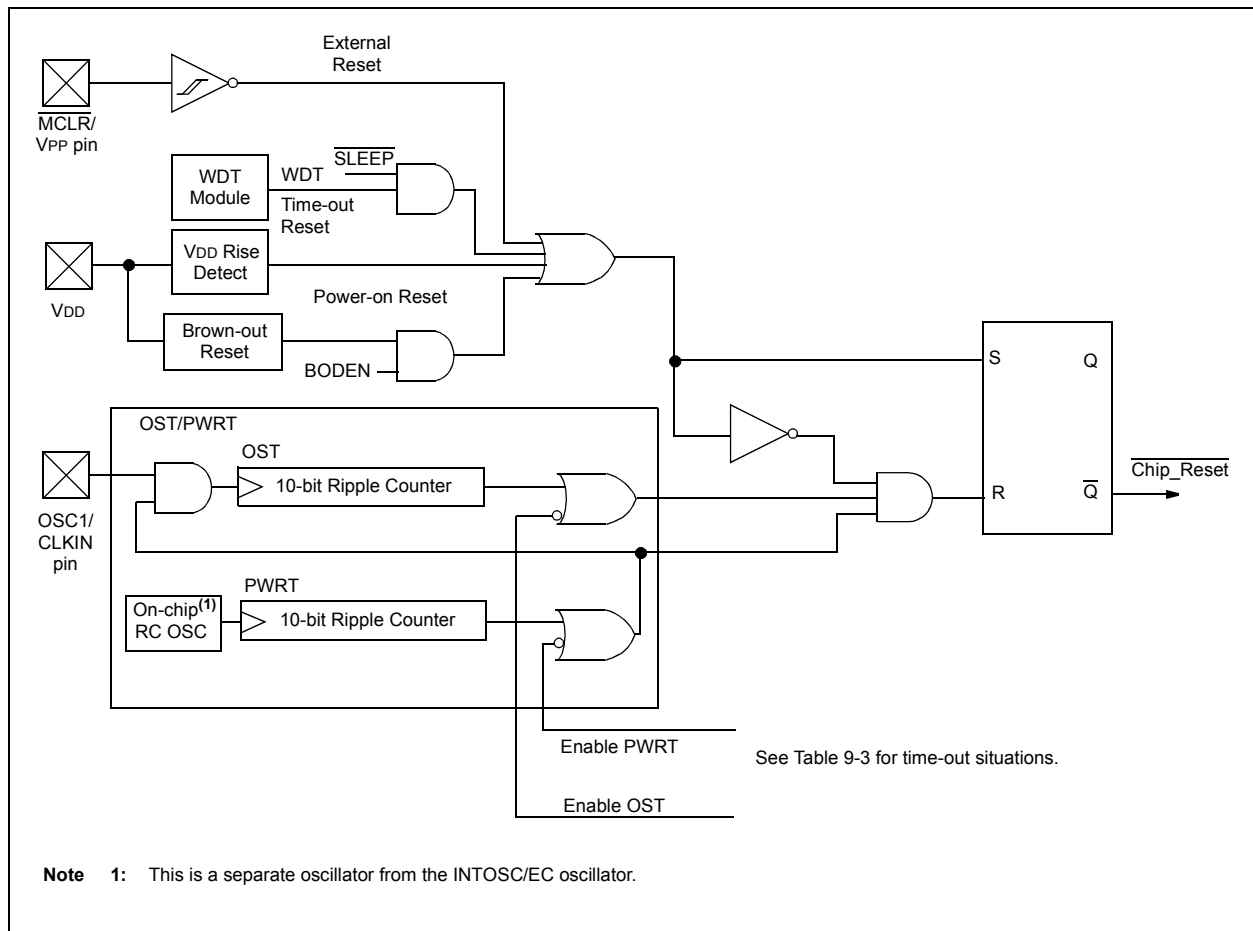 External
Reset
MCLR/
VPP pin
SLEEP
WDT
Module
WDT
Time-out
Reset
VDD Rise
Detect
VDD
Power-on Reset
Brown-out
Reset
BODEN
S
Q
OST/PWRT
OST
10-bit Ripple Counter
Chip_Reset
R
Q
OSC1/
CLKIN
pin
PWRT
On-chip(1)
RC OSC
10-bit Ripple Counter
Enable PWRT
See Table 9-3 for time-out situations.
Enable OST
Note 1: This is a separate oscillator from the INTOSC/EC oscillator.